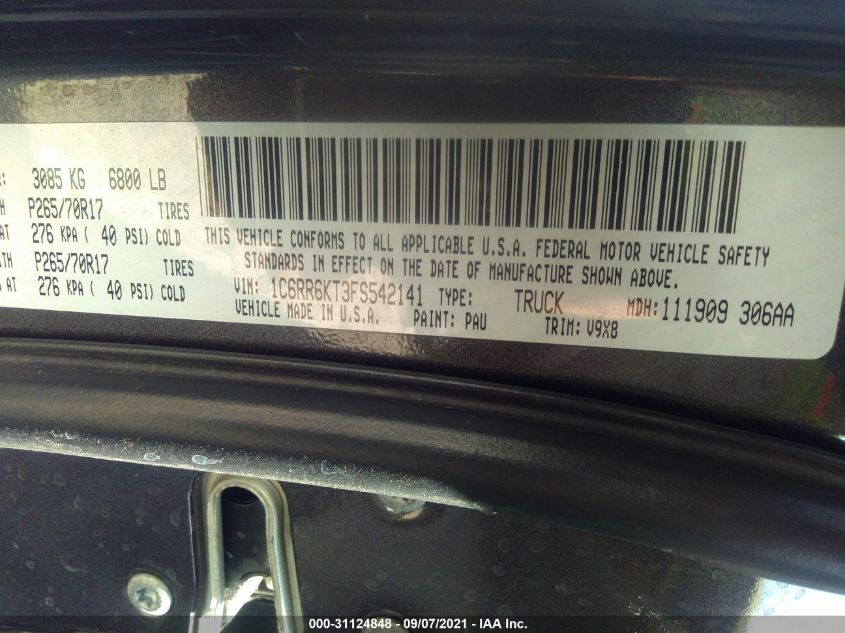 : 3085 KG 6800 LB
H P265/70R17 TIRES
AT 276 KPA ( 40 PSI) COLD
TH P265/70R17 TIRES
S AT 276 KPA ( 40 PSI) COLD
THIS VEHICLE CONFORMS TO ALL APPLICABLE U.S.A. FEDERAL MOTOR VEHICLE SAFETY
STANDARDS IN EFFECT ON THE DATE OF MANUFACTURE SHOWN ABOVE.
VIN: 1C6RR6KT3FS542141 TYPE: TRUCK MDH: 111909 306AA
VEHICLE MADE IN U.S.A. PAINT: PAU TRIM: V9X8
000-31124848 - 09/07/2021 - IAA Inc.